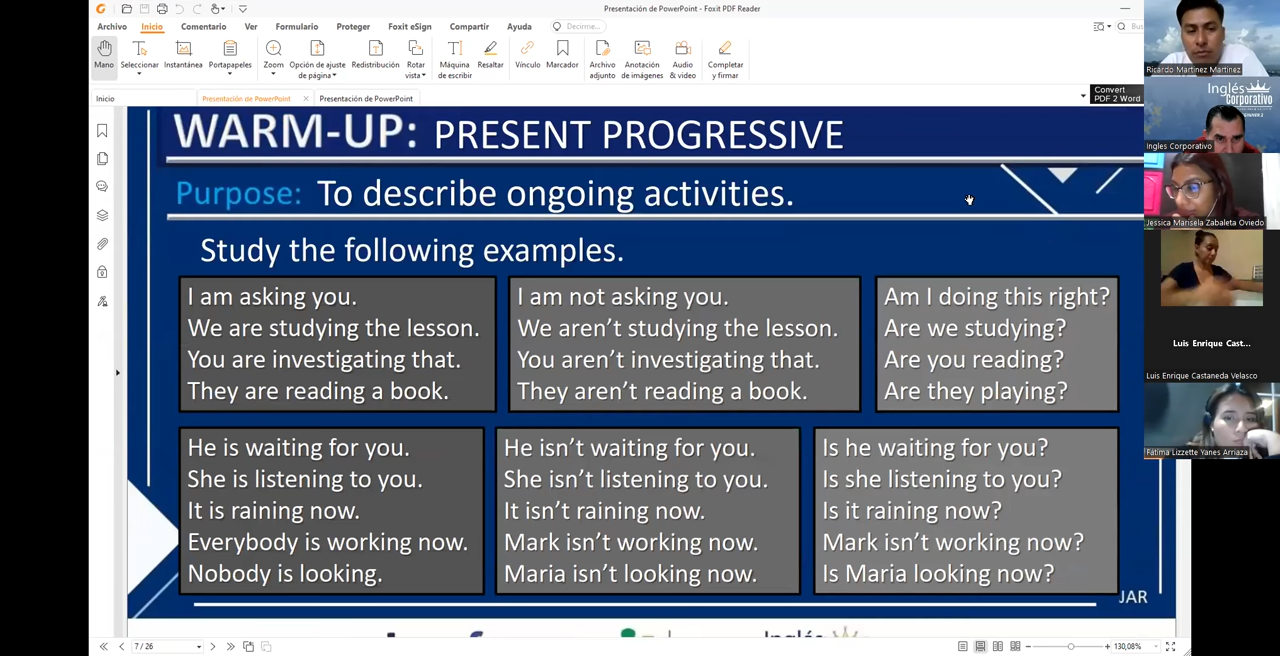 Presentación de PowerPoint - Foxit PDF Reader
Archivo Inicio Comentario Ver Formulario Proteger Foxit eSign Compartir Ayuda Decirme...
Mano Seleccionar Instantánea Portapapeles Zoom Opción de ajuste de página Redistribución Rotar vista Máquina de escribir Resaltar Vínculo Marcador Archivo adjunto Anotación de imágenes Audio & video Completar y firmar
Inicio Presentación de PowerPoint Presentación de PowerPoint
Convert
PDF 2 Word
WARM-UP: PRESENT PROGRESSIVE
Purpose: To describe ongoing activities.
Study the following examples.
I am asking you.
We are studying the lesson.
You are investigating that.
They are reading a book.
I am not asking you.
We aren't studying the lesson.
You aren't investigating that.
They aren't reading a book.
Am I doing this right?
Are we studying?
Are you reading?
Are they playing?
He is waiting for you.
She is listening to you.
It is raining now.
Everybody is working now.
Nobody is looking.
He isn't waiting for you.
She isn't listening to you.
It isn't raining now.
Mark isn't working now.
Maria isn't looking now.
Is he waiting for you?
Is she listening to you?
Is it raining now?
Mark isn't working now?
Is Maria looking now?
JAR
7 / 26
130,08%
Ricardo Martinez Martinez
Inglés
Corporativo
Ingles Corporativo
Jessica Marisela Zabaleta Oviedo
Luis Enrique Cast...
Luis Enrique Castaneda Velasco
Fatima Lizzette Yanes Arriaza